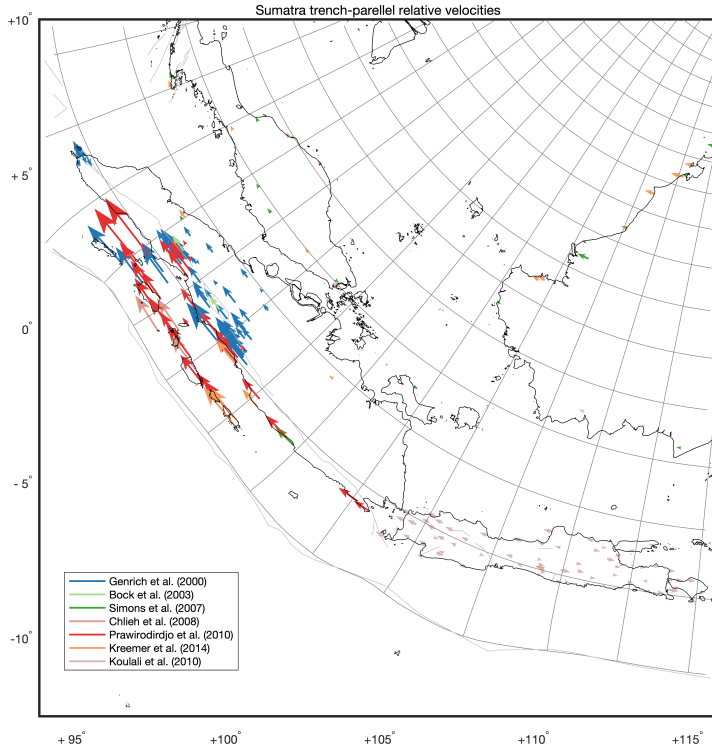 Sumatra trench-parellel relative velocities
+10°
+ 5°
0°
- 5°
-10°
Genrich et al. (2000)
Bock et al. (2003)
Simons et al. (2007)
Chlieh et al. (2008)
Prawirodirdjo et al. (2010)
Kreemer et al. (2014)
Koulali et al. (2010)
+ 95°
+100°
+105°
+110°
+115°